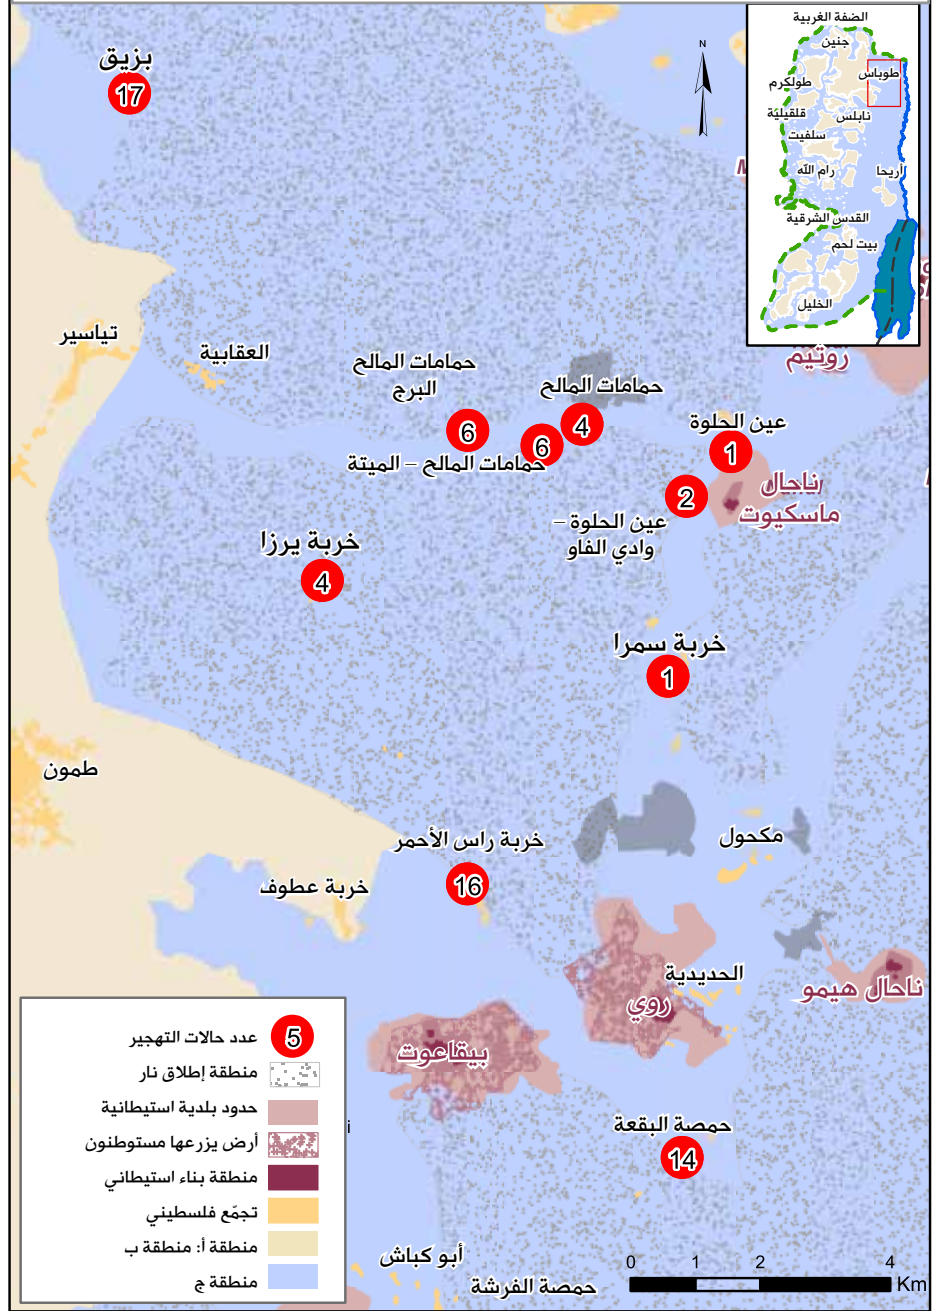 بزيق
17
N
الضفة الغربية
جنين
طوباس
طولكرم
قلقيلية
نابلس
سلفيت
رام الله
أريحا
القدس الشرقية
بيت لحم
الخليل
تياسير
العقابية
حمامات المالح
البرج
6
حمامات المالح
4
6
حمامات المالح – الميتة
عين الحلوة
1
روتيم
ناحال
ماسكيوت
2
عين الحلوة –
وادي الفاو
خربة يرزا
4
خربة سمرا
1
طمون
خربة راس الأحمر
16
خربة عطوف
مكحول
الحديدية
روي
ناحال هيمو
بيقاعوت
حمصة البقعة
14
أبو كباش
حمصة الفرشة
5 عدد حالات التهجير
منطقة إطلاق نار
حدود بلدية استيطانية
أرض يزرعها مستوطنون
منطقة بناء استيطاني
تجمّع فلسطيني
منطقة أ: منطقة ب
منطقة ج
0 1 2 4
Km